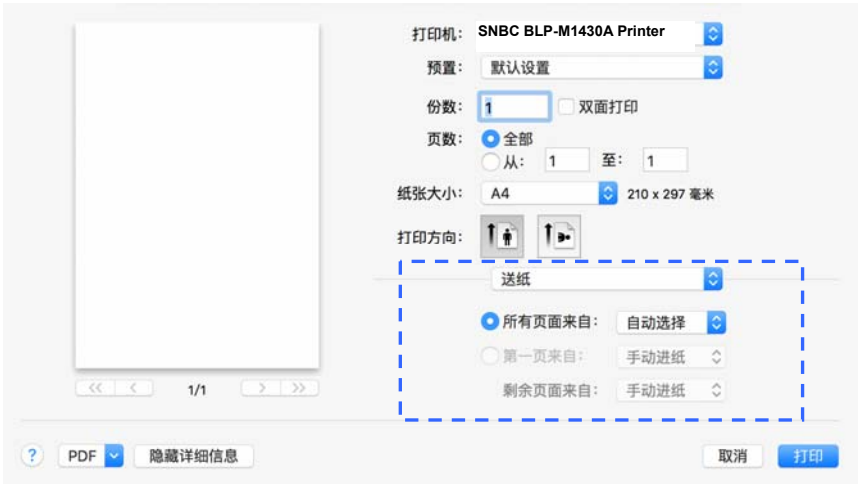 打印机： SNBC BLP-M1430A Printer
预置： 默认设置
份数： 1 双面打印
页数： 全部
从： 1 至： 1
纸张大小： A4 210 x 297 毫米
打印方向：
送纸
所有页面来自： 自动选择
第一页来自： 手动进纸
剩余页面来自： 手动进纸
<< < 1/1 > >>
? PDF 隐藏详细信息 取消 打印